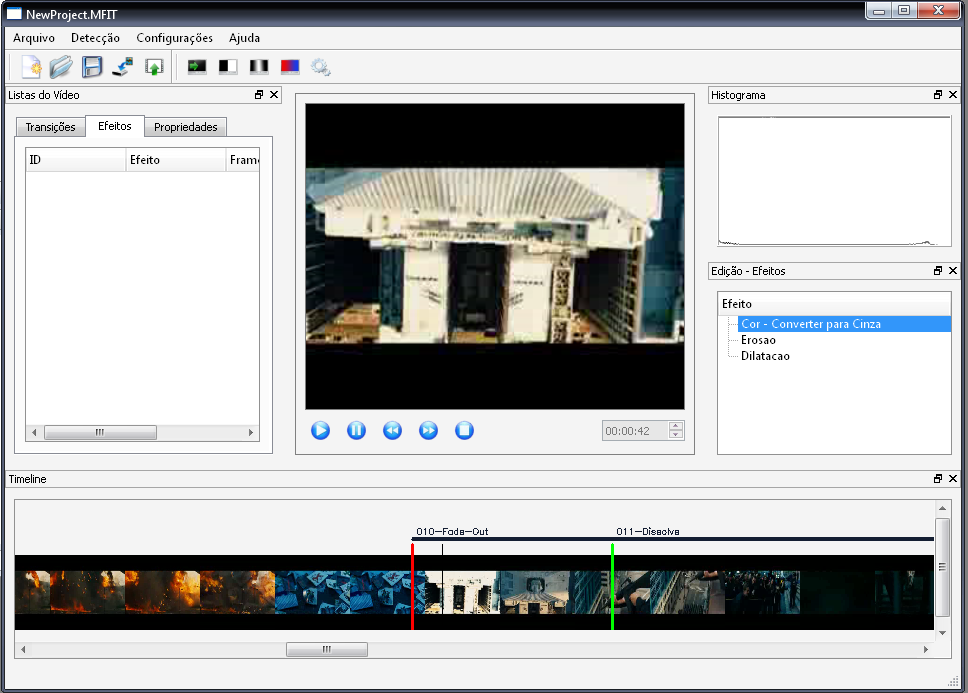 NewProject.MFIT
Arquivo Detecção Configurações Ajuda
Listas do Vídeo
Transições Efeitos Propriedades
ID Efeito Frame
00:00:42
Histograma
Edição - Efeitos
Efeito
Cor - Converter para Cinza
Erosao
Dilatacao
Timeline
010-Fade-Out 011-Dissolve